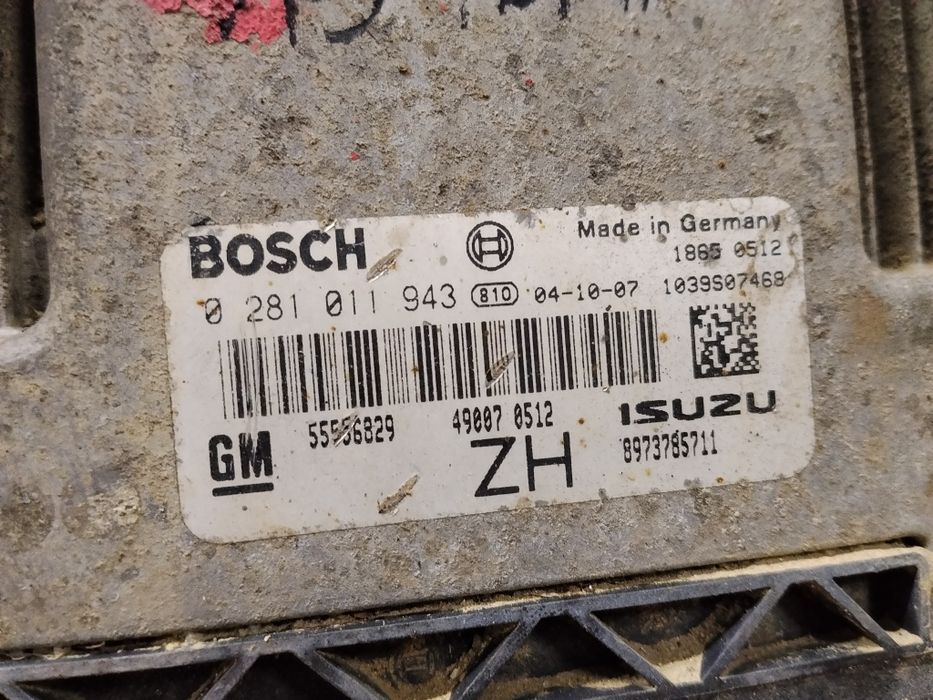 BOSCH
Made in Germany
1865 0512
0 281 011 943 810 04-10-07 1039S07468
55556829 49007 0512 ISUZU
GM ZH 8973785711